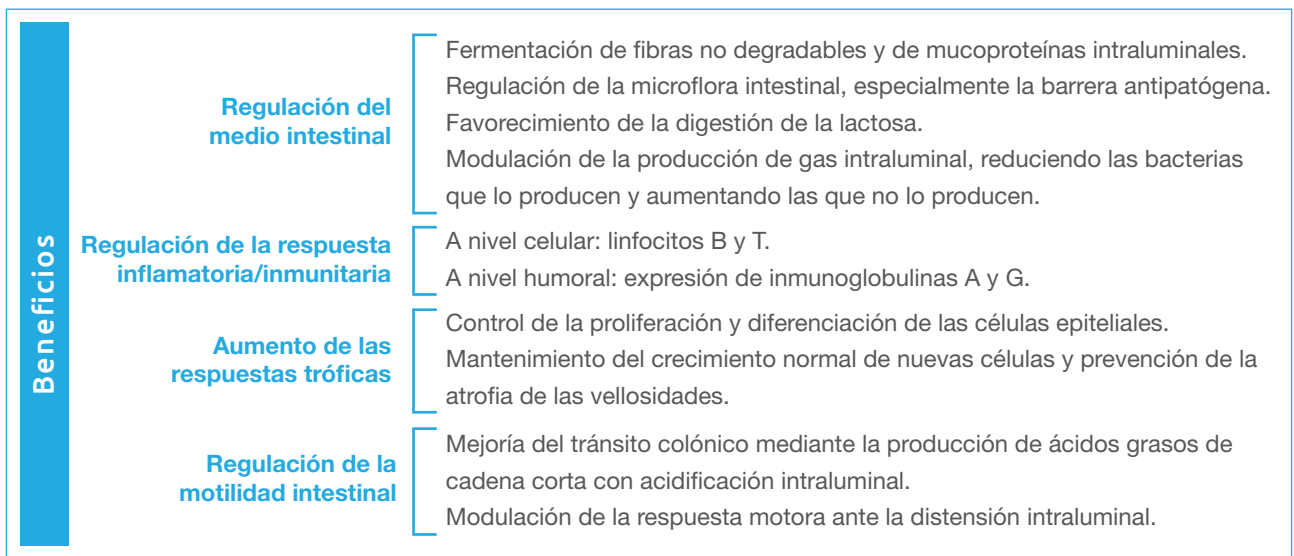 Beneficios
Regulación del
medio intestinal
Fermentación de fibras no degradables y de mucoproteínas intraluminales.
Regulación de la microflora intestinal, especialmente la barrera antipatógena.
Favorecimiento de la digestión de la lactosa.
Modulación de la producción de gas intraluminal, reduciendo las bacterias
que lo producen y aumentando las que no lo producen.
Regulación de la respuesta
inflamatoria/inmunitaria
A nivel celular: linfocitos B y T.
A nivel humoral: expresión de inmunoglobulinas A y G.
Aumento de las
respuestas tróficas
Control de la proliferación y diferenciación de las células epiteliales.
Mantenimiento del crecimiento normal de nuevas células y prevención de la
atrofia de las vellosidades.
Regulación de la
motilidad intestinal
Mejoría del tránsito colónico mediante la producción de ácidos grasos de
cadena corta con acidificación intraluminal.
Modulación de la respuesta motora ante la distensión intraluminal.